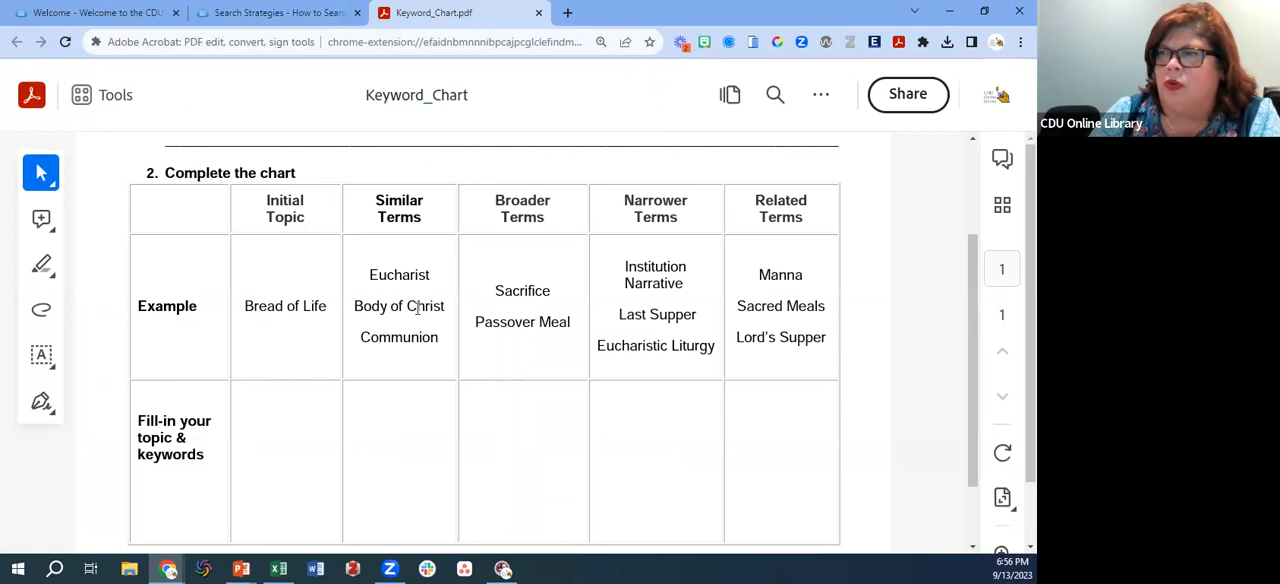 Welcome - Welcome to the CDU
Search Strategies - How to Searc
Keyword_Chart.pdf
Adobe Acrobat: PDF edit, convert, sign tools
chrome-extension://efaidnbmnnnibpcajpcglclefindm...
Tools
Keyword_Chart
Share
CDU Online Library
2. Complete the chart
Initial Topic
Similar Terms
Broader Terms
Narrower Terms
Related Terms
Example
Bread of Life
Eucharist
Body of Christ
Communion
Sacrifice
Passover Meal
Institution
Narrative
Last Supper
Eucharistic Liturgy
Manna
Sacred Meals
Lord's Supper
Fill-in your
topic &
keywords
1
1
6:56 PM
9/13/2023